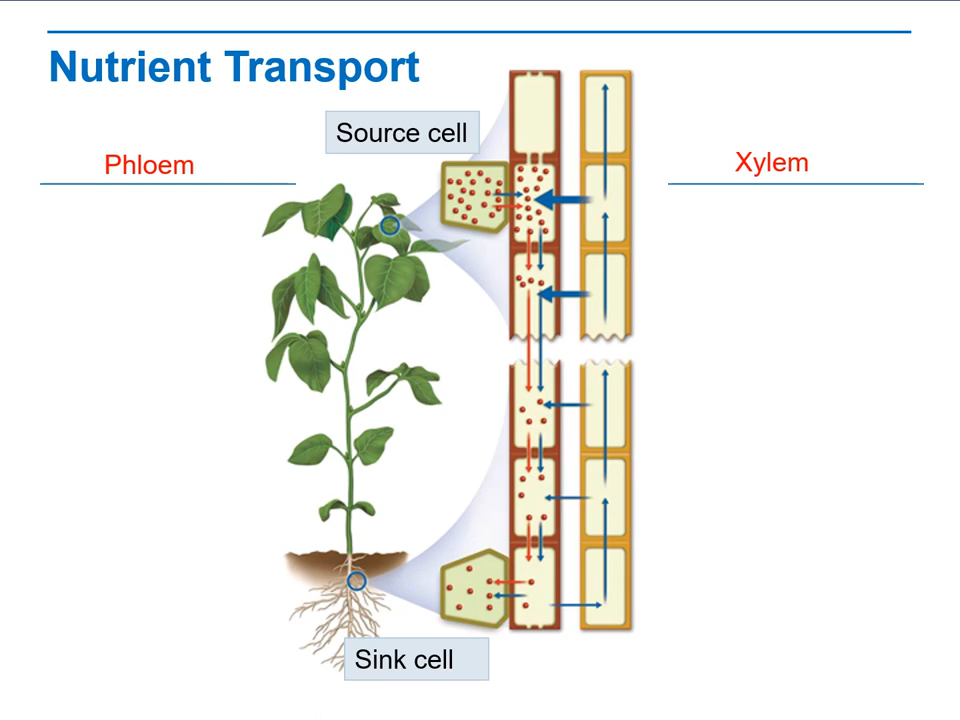 Nutrient Transport
Source cell
Phloem
Xylem
Sink cell